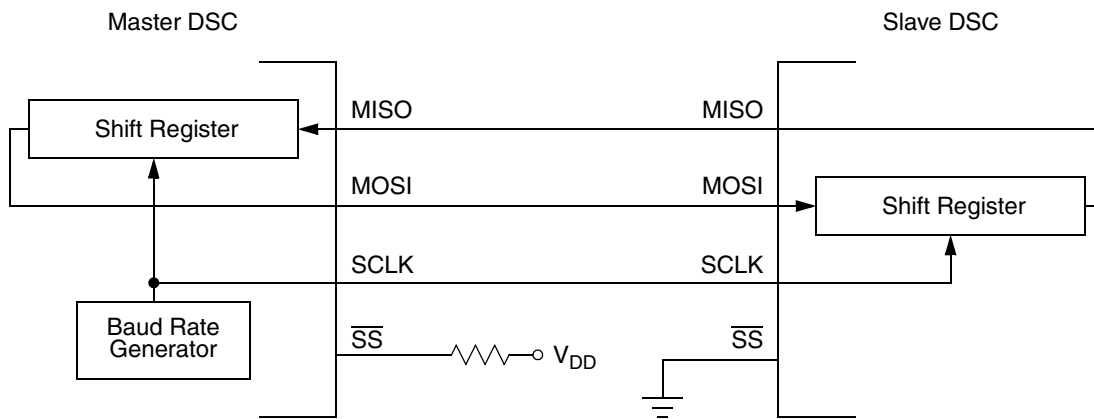 Master DSC
Slave DSC
MISO
MISO
Shift Register
MOSI
MOSI
Shift Register
SCLK
SCLK
Baud Rate
Generator
SS
VDD
SS